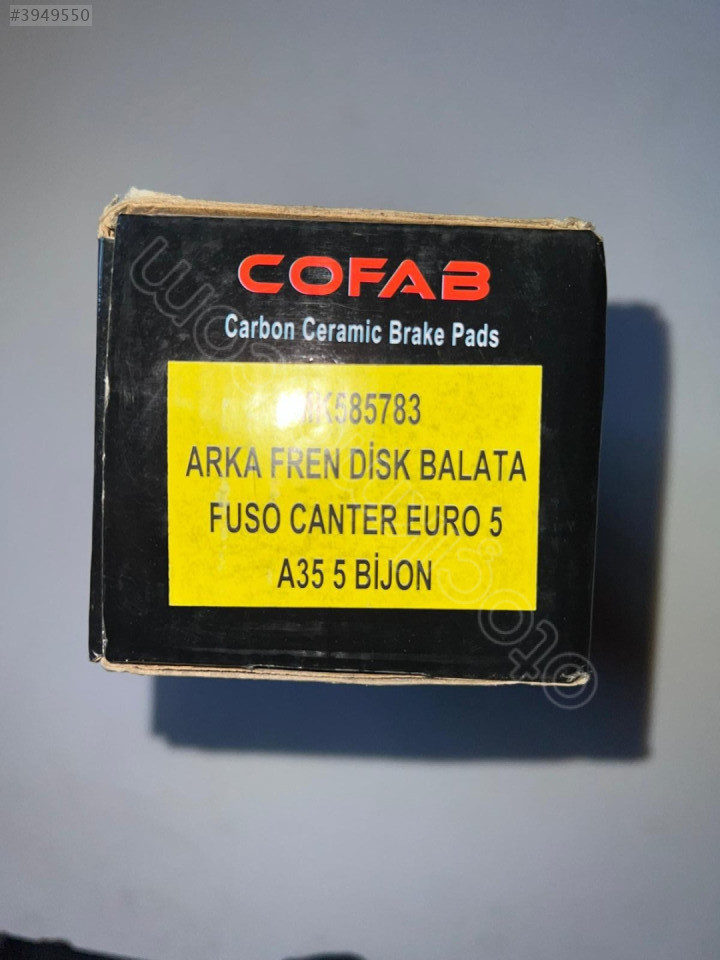 #3949550
COFAB
Carbon Ceramic Brake Pads
MK585783
ARKA FREN DİSK BALATA
FUSO CANTER EURO 5
A35 5 BİJON